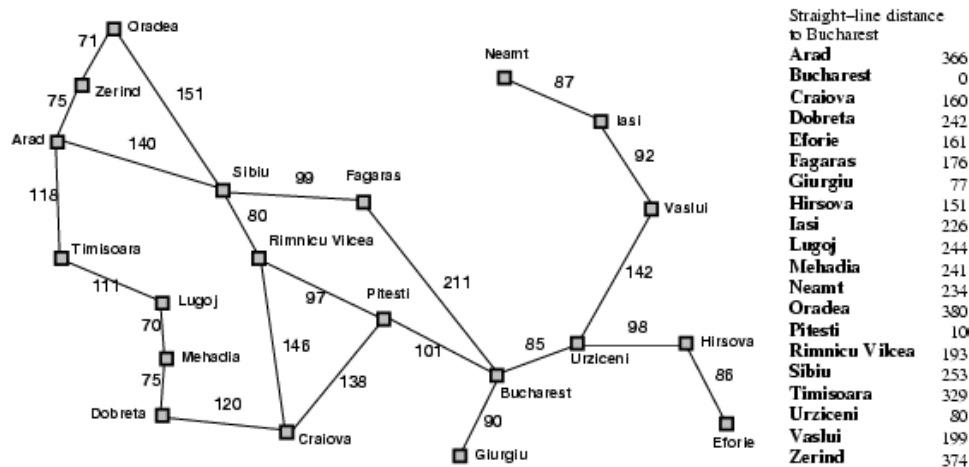 Oradea
71
Neamt
87
Zerind
75
151
Iasi
Arad
140
92
Sibiu
99
Fagaras
118
80
Vaslui
Rimnicu Vilcea
Timisoara
142
111
211
Lugoj
97
Pitesti
70
98
Hirsova
146
85
Mehadia
101
Urziceni
138
86
75
Bucharest
120
90
Dobreta
Craiova
Eforie
Giurgiu
Straight–line distance
to Bucharest
Arad 366
Bucharest 0
Craiova 160
Dobreta 242
Eforie 161
Fagaras 176
Giurgiu 77
Hirsova 151
Iasi 226
Lugoj 244
Mehadia 241
Neamt 234
Oradea 380
Pitesti 10
Rimnicu Vilcea 193
Sibiu 253
Timisoara 329
Urziceni 80
Vaslui 199
Zerind 374